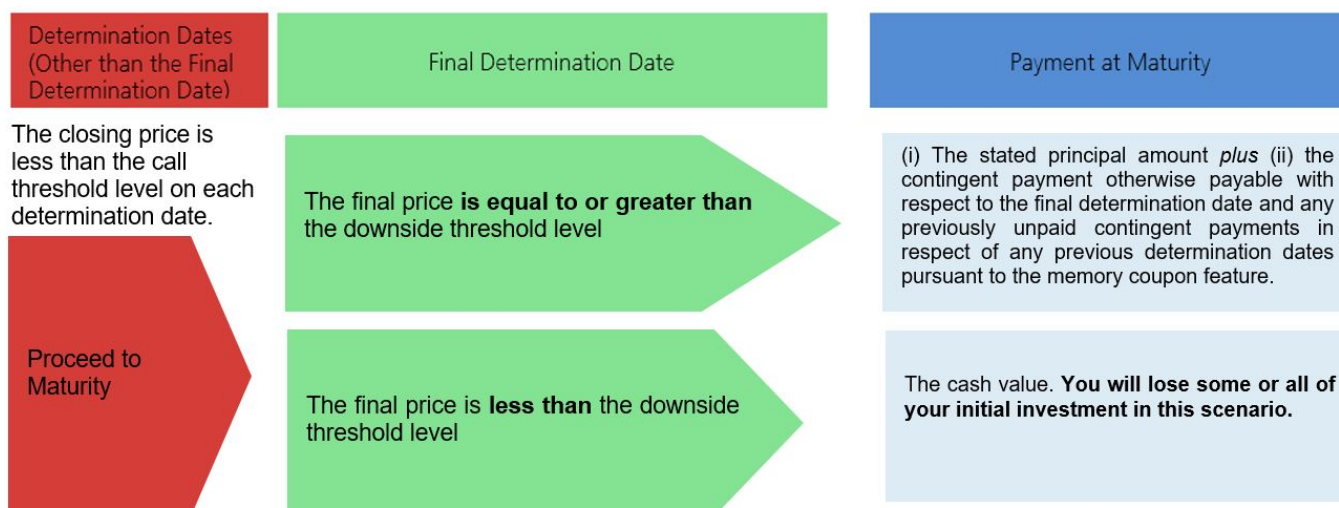 Determination Dates
(Other than the Final
Determination Date)
Final Determination Date
Payment at Maturity
The closing price is
less than the call
threshold level on each
determination date.
Proceed to
Maturity
The final price is equal to or greater than
the downside threshold level
(i) The stated principal amount plus (ii) the
contingent payment otherwise payable with
respect to the final determination date and any
previously unpaid contingent payments in
respect of any previous determination dates
pursuant to the memory coupon feature.
The final price is less than the downside
threshold level
The cash value. You will lose some or all of
your initial investment in this scenario.